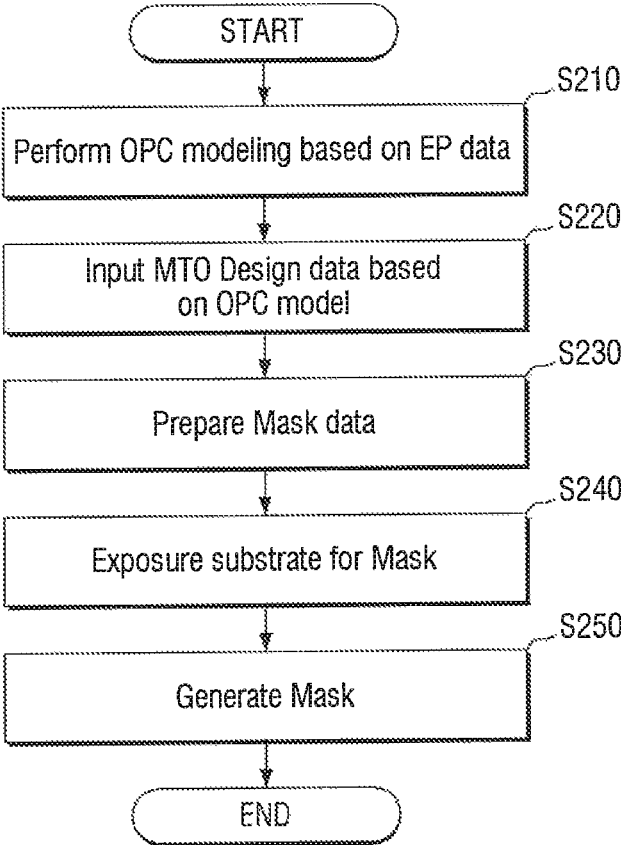 START
S210
Perform OPC modeling based on EP data
S220
Input MTO Design data based
on OPC model
S230
Prepare Mask data
S240
Exposure substrate for Mask
S250
Generate Mask
END